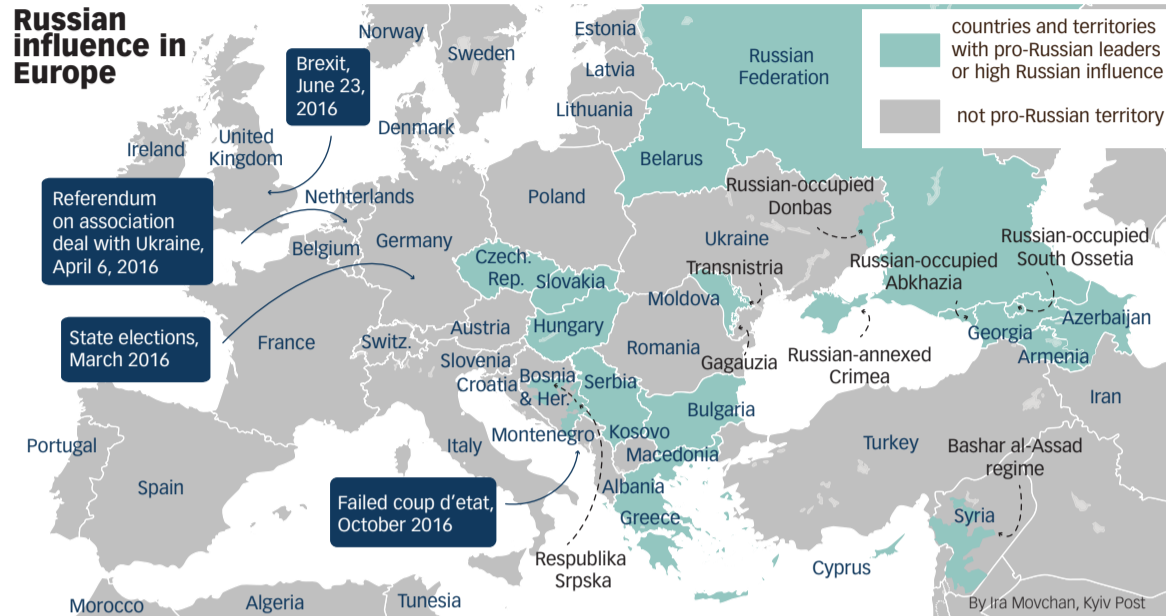 Russian
influence in
Europe
countries and territories
with pro-Russian leaders
or high Russian influence
not pro-Russian territory
Norway
Sweden
Estonia
Latvia
Lithuania
Russian
Federation
Brexit,
June 23,
2016
Denmark
Ireland
United
Kingdom
Belarus
Referendum
on association
deal with Ukraine,
April 6, 2016
Nethterlands
Poland
Russian-occupied
Donbas
Belgium
Germany
Ukraine
Russian-occupied
South Ossetia
Czech.
Rep.
Slovakia
Transnistria
Russian-occupied
Abkhazia
Moldova
State elections,
March 2016
France
Switz.
Austria
Hungary
Romania
Gagauzia
Russian-annexed
Crimea
Georgia
Azerbaijan
Armenia
Slovenia
Croatia
Bosnia
& Her.
Serbia
Bulgaria
Iran
Portugal
Spain
Italy
Montenegro
Kosovo
Macedonia
Turkey
Bashar al-Assad
regime
Failed coup d'etat,
October 2016
Albania
Greece
Syria
Respublika
Srpska
Cyprus
Morocco
Algeria
Tunesia
By Ira Movchan, Kyiv Post